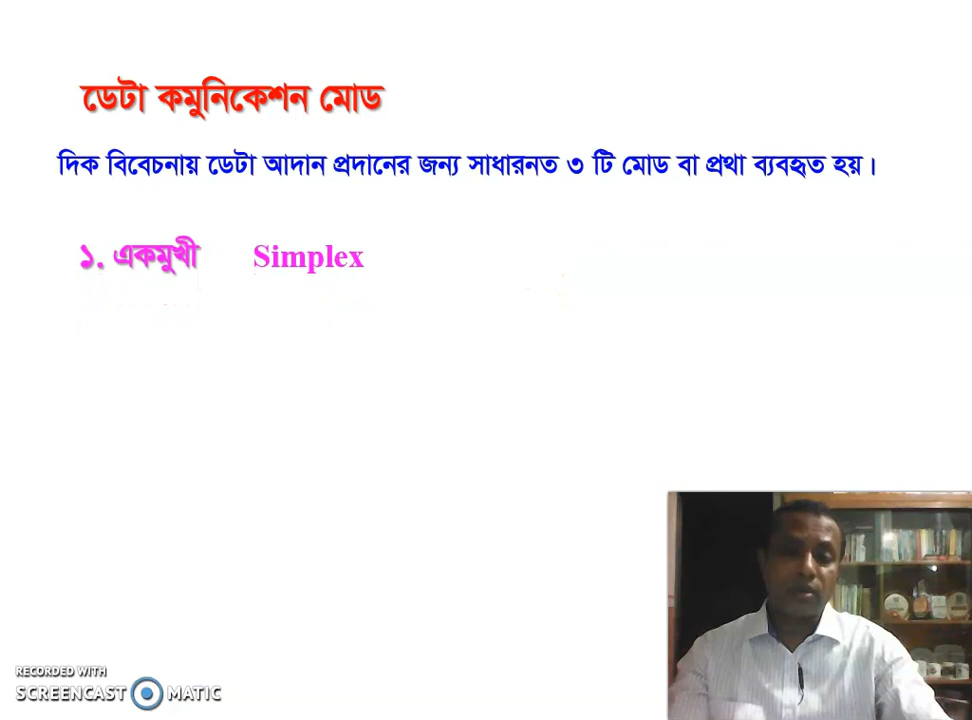 ডেটা কমুনিকেশন মোড
দিক বিবেচনায় ডেটা আদান প্রদানের জন্য সাধারনত ৩ টি মোড বা প্রথা ব্যবহৃত হয়।
১. একমুখী Simplex
RECORDED WITH
SCREENCAST MATIC